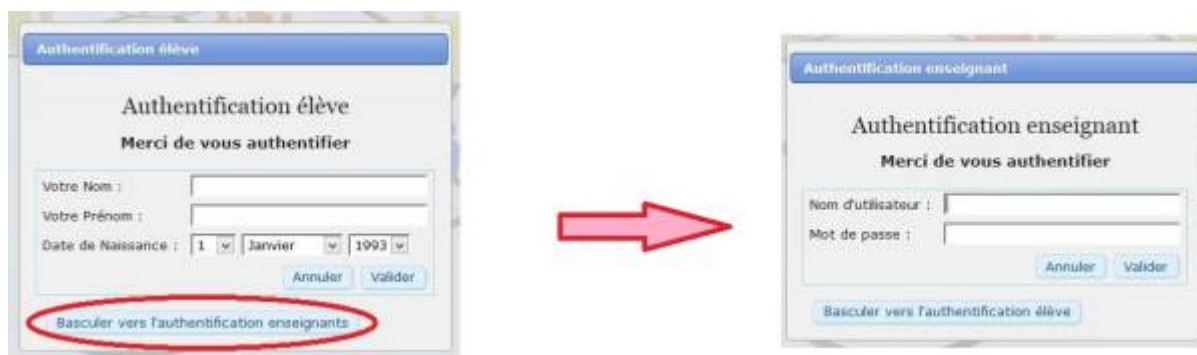 Authentification élève
Authentification élève
Merci de vous authentifier
Votre Nom :
Votre Prénom :
Date de Naissance : 1 Janvier 1993
Annuler Valider
Basculer vers l'authentification enseignants
Authentification enseignant
Authentification enseignant
Merci de vous authentifier
Nom d'utilisateur :
Mot de passe :
Annuler Valider
Basculer vers l'authentification élève